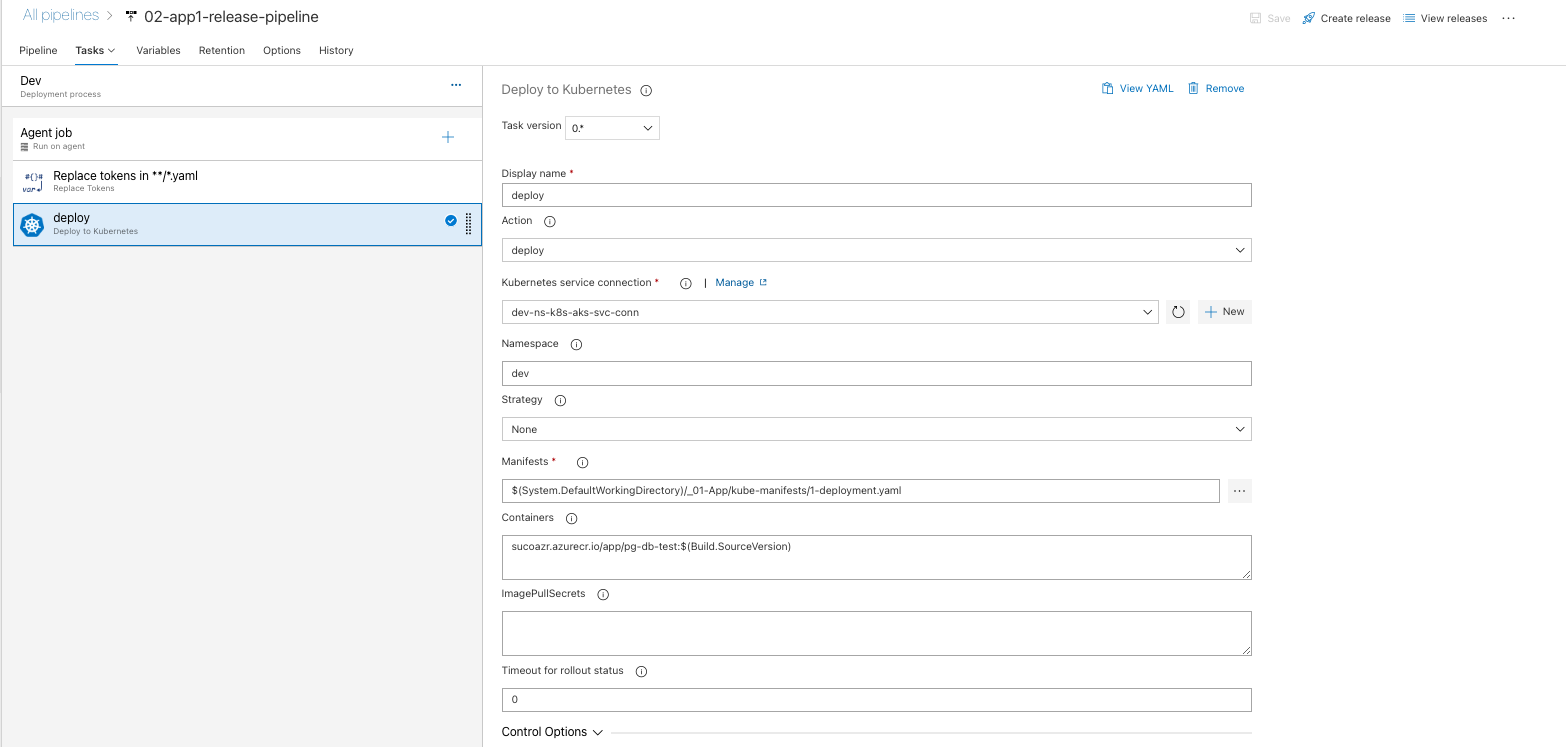 All pipelines > 02-app1-release-pipeline
Save Create release View releases ...
Pipeline Tasks Variables Retention Options History
Dev
Deployment process
...
Agent job
Run on agent
#{}#
var
Replace tokens in **/*.yaml
Replace Tokens
deploy
Deploy to Kubernetes
Deploy to Kubernetes
View YAML Remove
Task version 0.*
Display name *
deploy
Action
deploy
Kubernetes service connection * | Manage
dev-ns-k8s-aks-svc-conn
New
Namespace
dev
Strategy
None
Manifests *
$(System.DefaultWorkingDirectory)/_01-App/kube-manifests/1-deployment.yaml
...
Containers
sucoazr.azurecr.io/app/pg-db-test:$(Build.SourceVersion)
ImagePullSecrets
Timeout for rollout status
0
Control Options